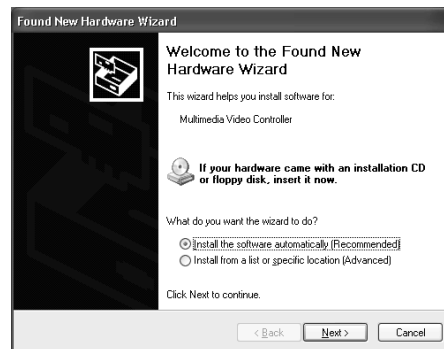 Found New Hardware Wizard
Welcome to the Found New
Hardware Wizard
This wizard helps you install software for:
Multimedia Video Controller
If your hardware came with an installation CD
or floppy disk, insert it now.
What do you want the wizard to do?
Install the software automatically (Recommended)
Install from a list or specific location (Advanced)
Click Next to continue.
< Back Next > Cancel